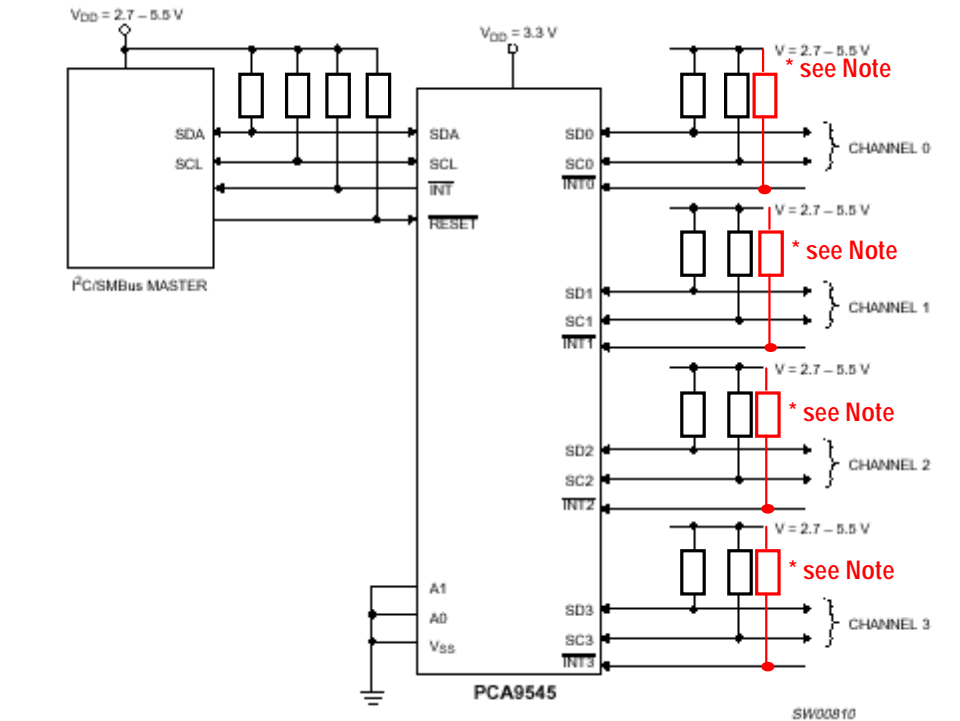 VDD = 2.7 – 5.5 V
VDD = 3.3 V
V = 2.7 – 5.5 V
* see Note
SDA
SDA
SD0
SCL
SCL
SC0
CHANNEL 0
INT
INT0
RESET
V = 2.7 – 5.5 V
* see Note
I2C/SMBus MASTER
SD1
SC1
CHANNEL 1
INT1
V = 2.7 – 5.5 V
* see Note
SD2
SC2
CHANNEL 2
INT2
V = 2.7 – 5.5 V
* see Note
A1
A0
SD3
SC3
CHANNEL 3
VSS
INT3
PCA9545
SW00810